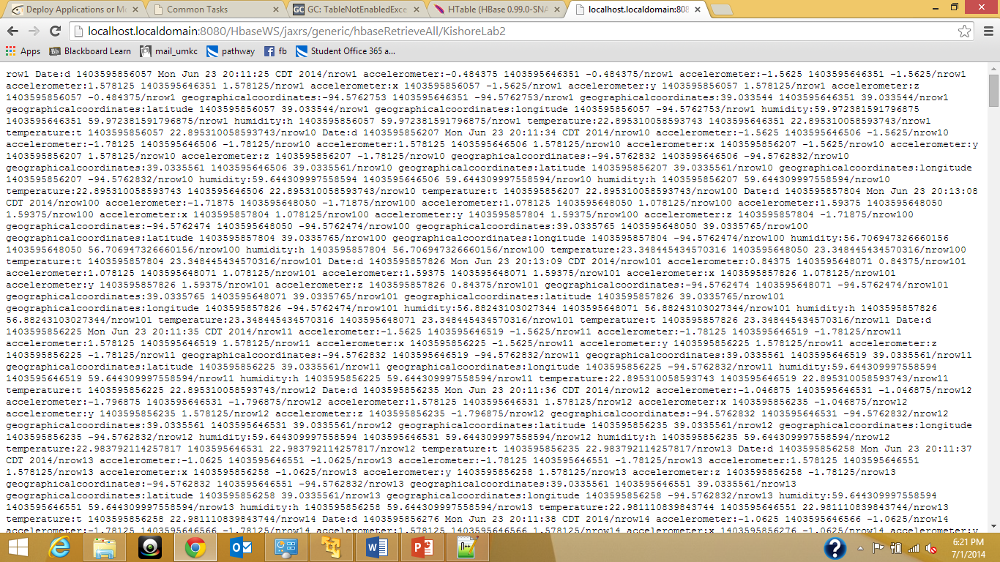 Deploy Applications or Mo
Common Tasks
GC: TableNotEnabledExce
HTable (HBase 0.99.0-SNA
localhost.localdomain:808
localhost.localdomain:8080/HbaseWS/jaxrs/generic/hbaseRetrieveAll/KishoreLab2
Apps Blackboard Learn mail_umkc pathway fb Student Office 365 a...
row1 Date:d 1403595856057 Mon Jun 23 20:11:25 CDT 2014/nrow1 accelerometer:-0.484375 1403595646351 -0.484375/nrow1 accelerometer:-1.5625 1403595646351 -1.5625/nrow1
accelerometer:1.578125 1403595646351 1.578125/nrow1 accelerometer:x 1403595856057 -1.5625/nrow1 accelerometer:y 1403595856057 1.578125/nrow1 accelerometer:z
1403595856057 -0.484375/nrow1 geographicalcoordinates:-94.5762753 1403595646351 -94.5762753/nrow1 geographicalcoordinates:39.033544 1403595646351 39.033544/nrow1
geographicalcoordinates:latitude 1403595856057 39.033544/nrow1 geographicalcoordinates:longitude 1403595856057 -94.5762753/nrow1 humidity:59.972381591796875
1403595646351 59.972381591796875/nrow1 humidity:h 1403595856057 59.972381591796875/nrow1 temperature:22.895310058593743 1403595646351 22.895310058593743/nrow1
temperature:t 1403595856057 22.895310058593743/nrow10 Date:d 1403595856207 Mon Jun 23 20:11:34 CDT 2014/nrow10 accelerometer:-1.5625 1403595646506 -1.5625/nrow10
accelerometer:-1.78125 1403595646506 -1.78125/nrow10 accelerometer:1.578125 1403595646506 1.578125/nrow10 accelerometer:x 1403595856207 -1.5625/nrow10 accelerometer:y
1403595856207 1.578125/nrow10 accelerometer:z 1403595856207 -1.78125/nrow10 geographicalcoordinates:-94.5762832 1403595646506 -94.5762832/nrow10
geographicalcoordinates:39.0335561 1403595646506 39.0335561/nrow10 geographicalcoordinates:latitude 1403595856207 39.0335561/nrow10 geographicalcoordinates:longitude
1403595856207 -94.5762832/nrow10 humidity:59.644309997558594 1403595646506 59.644309997558594/nrow10 humidity:h 1403595856207 59.644309997558594/nrow10
temperature:22.895310058593743 1403595646506 22.895310058593743/nrow10 temperature:t 1403595856207 22.895310058593743/nrow100 Date:d 1403595857804 Mon Jun 23 20:13:08
CDT 2014/nrow100 accelerometer:-1.71875 1403595648050 -1.71875/nrow100 accelerometer:1.078125 1403595648050 1.078125/nrow100 accelerometer:1.59375 1403595648050
1.59375/nrow100 accelerometer:x 1403595857804 1.078125/nrow100 accelerometer:y 1403595857804 1.59375/nrow100 accelerometer:z 1403595857804 -1.71875/nrow100
geographicalcoordinates:-94.5762474 1403595648050 -94.5762474/nrow100 geographicalcoordinates:39.0335765 1403595648050 39.0335765/nrow100
geographicalcoordinates:latitude 1403595857804 39.0335765/nrow100 geographicalcoordinates:longitude 1403595857804 -94.5762474/nrow100 humidity:56.706947326660156
1403595648050 56.706947326660156/nrow100 humidity:h 1403595857804 56.706947326660156/nrow100 temperature:23.348445434570316 1403595648050 23.348445434570316/nrow100
temperature:t 1403595857804 23.348445434570316/nrow101 Date:d 1403595857826 Mon Jun 23 20:13:09 CDT 2014/nrow101 accelerometer:0.84375 1403595648071 0.84375/nrow101
accelerometer:1.078125 1403595648071 1.078125/nrow101 accelerometer:1.59375 1403595648071 1.59375/nrow101 accelerometer:x 1403595857826 1.078125/nrow101
accelerometer:y 1403595857826 1.59375/nrow101 accelerometer:z 1403595857826 0.84375/nrow101 geographicalcoordinates:-94.5762474 1403595648071 -94.5762474/nrow101
geographicalcoordinates:39.0335765 1403595648071 39.0335765/nrow101 geographicalcoordinates:latitude 1403595857826 39.0335765/nrow101
geographicalcoordinates:longitude 1403595857826 -94.5762474/nrow101 humidity:56.88243103027344 1403595648071 56.88243103027344/nrow101 humidity:h 1403595857826
56.88243103027344/nrow101 temperature:23.348445434570316 1403595648071 23.348445434570316/nrow101 temperature:t 1403595857826 23.348445434570316/nrow11 Date:d
1403595856225 Mon Jun 23 20:11:35 CDT 2014/nrow11 accelerometer:-1.5625 1403595646519 -1.5625/nrow11 accelerometer:-1.78125 1403595646519 -1.78125/nrow11
accelerometer:1.578125 1403595646519 1.578125/nrow11 accelerometer:x 1403595856225 -1.5625/nrow11 accelerometer:y 1403595856225 1.578125/nrow11 accelerometer:z
1403595856225 -1.78125/nrow11 geographicalcoordinates:-94.5762832 1403595646519 -94.5762832/nrow11 geographicalcoordinates:39.0335561 1403595646519 39.0335561/nrow11
geographicalcoordinates:latitude 1403595856225 39.0335561/nrow11 geographicalcoordinates:longitude 1403595856225 -94.5762832/nrow11 humidity:59.644309997558594
1403595646519 59.644309997558594/nrow11 humidity:h 1403595856225 59.644309997558594/nrow11 temperature:22.895310058593743 1403595646519 22.895310058593743/nrow11
temperature:t 1403595856225 22.895310058593743/nrow12 Date:d 1403595856235 Mon Jun 23 20:11:36 CDT 2014/nrow12 accelerometer:-1.046875 1403595646531 -1.046875/nrow12
accelerometer:-1.796875 1403595646531 -1.796875/nrow12 accelerometer:1.578125 1403595646531 1.578125/nrow12 accelerometer:x 1403595856235 -1.046875/nrow12
accelerometer:y 1403595856235 1.578125/nrow12 accelerometer:z 1403595856235 -1.796875/nrow12 geographicalcoordinates:-94.5762832 1403595646531 -94.5762832/nrow12
geographicalcoordinates:39.0335561 1403595646531 39.0335561/nrow12 geographicalcoordinates:latitude 1403595856235 39.0335561/nrow12 geographicalcoordinates:longitude
1403595856235 -94.5762832/nrow12 humidity:59.644309997558594 1403595646531 59.644309997558594/nrow12 humidity:h 1403595856235 59.644309997558594/nrow12
temperature:22.983792114257817 1403595646531 22.983792114257817/nrow12 temperature:t 1403595856235 22.983792114257817/nrow13 Date:d 1403595856258 Mon Jun 23 20:11:37
CDT 2014/nrow13 accelerometer:-1.0625 1403595646551 -1.0625/nrow13 accelerometer:-1.78125 1403595646551 -1.78125/nrow13 accelerometer:1.578125 1403595646551
1.578125/nrow13 accelerometer:x 1403595856258 -1.0625/nrow13 accelerometer:y 1403595856258 1.578125/nrow13 accelerometer:z 1403595856258 -1.78125/nrow13
geographicalcoordinates:-94.5762832 1403595646551 -94.5762832/nrow13 geographicalcoordinates:39.0335561 1403595646551 39.0335561/nrow13
geographicalcoordinates:latitude 1403595856258 39.0335561/nrow13 geographicalcoordinates:longitude 1403595856258 -94.5762832/nrow13 humidity:59.644309997558594
1403595646551 59.644309997558594/nrow13 humidity:h 1403595856258 59.644309997558594/nrow13 temperature:22.981110839843744 1403595646551 22.981110839843744/nrow13
temperature:t 1403595856258 22.981110839843744/nrow14 Date:d 1403595856276 Mon Jun 23 20:11:38 CDT 2014/nrow14 accelerometer:-1.0625 1403595646566 -1.0625/nrow14
accelerometer:-1.78125 1403595646566 -1.78125/nrow14 accelerometer:1.578125 1403595646566 1.578125/nrow14 accelerometer:x 1403595856276 -1.0625/nrow14 accelerometer:y
6:21 PM
7/1/2014